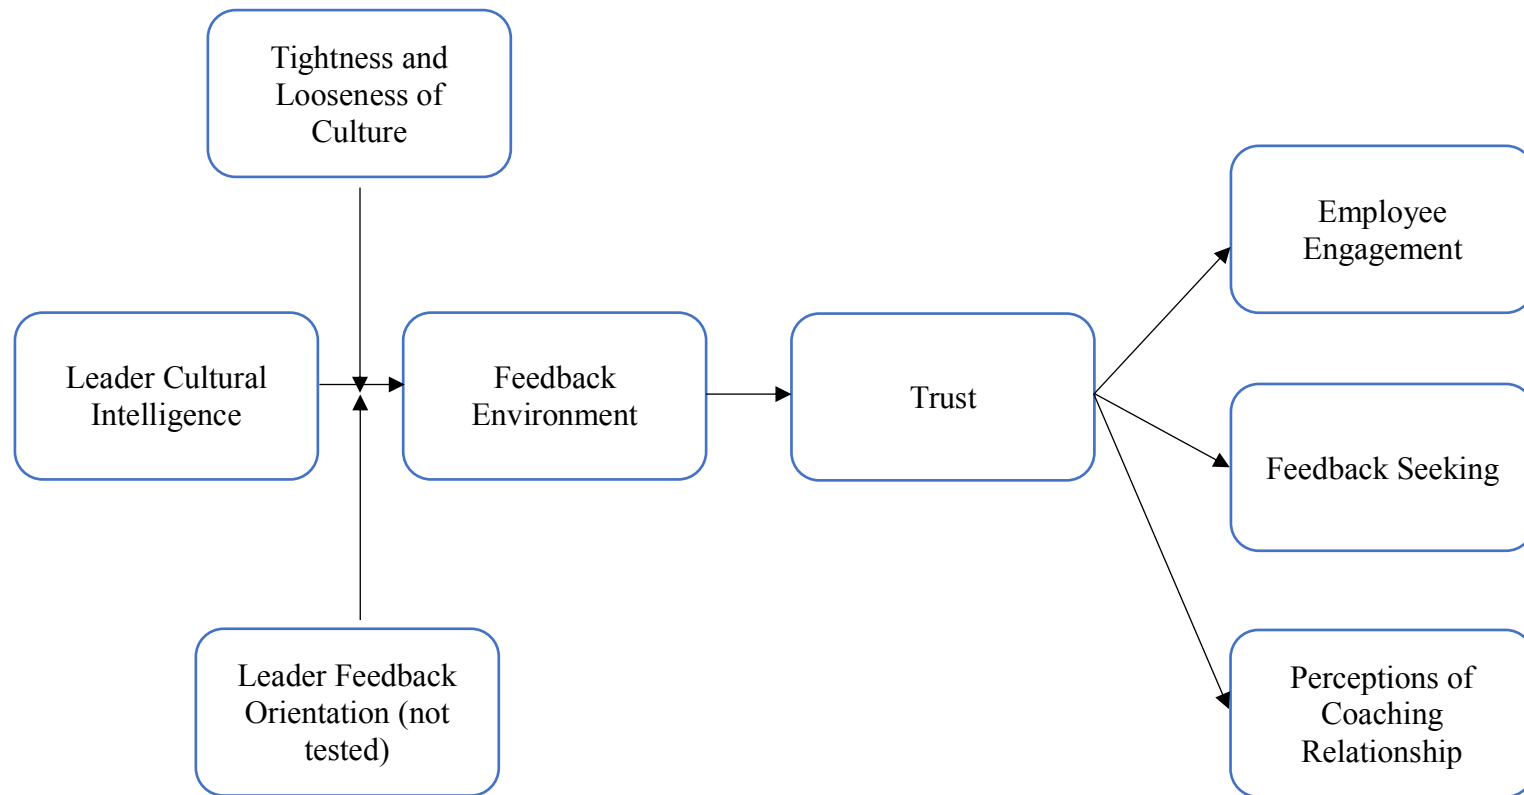 Tightness and
Looseness of
Culture
Employee
Engagement
Leader Cultural
Intelligence
Feedback
Environment
Trust
Feedback Seeking
Leader Feedback
Orientation (not
tested)
Perceptions of
Coaching
Relationship